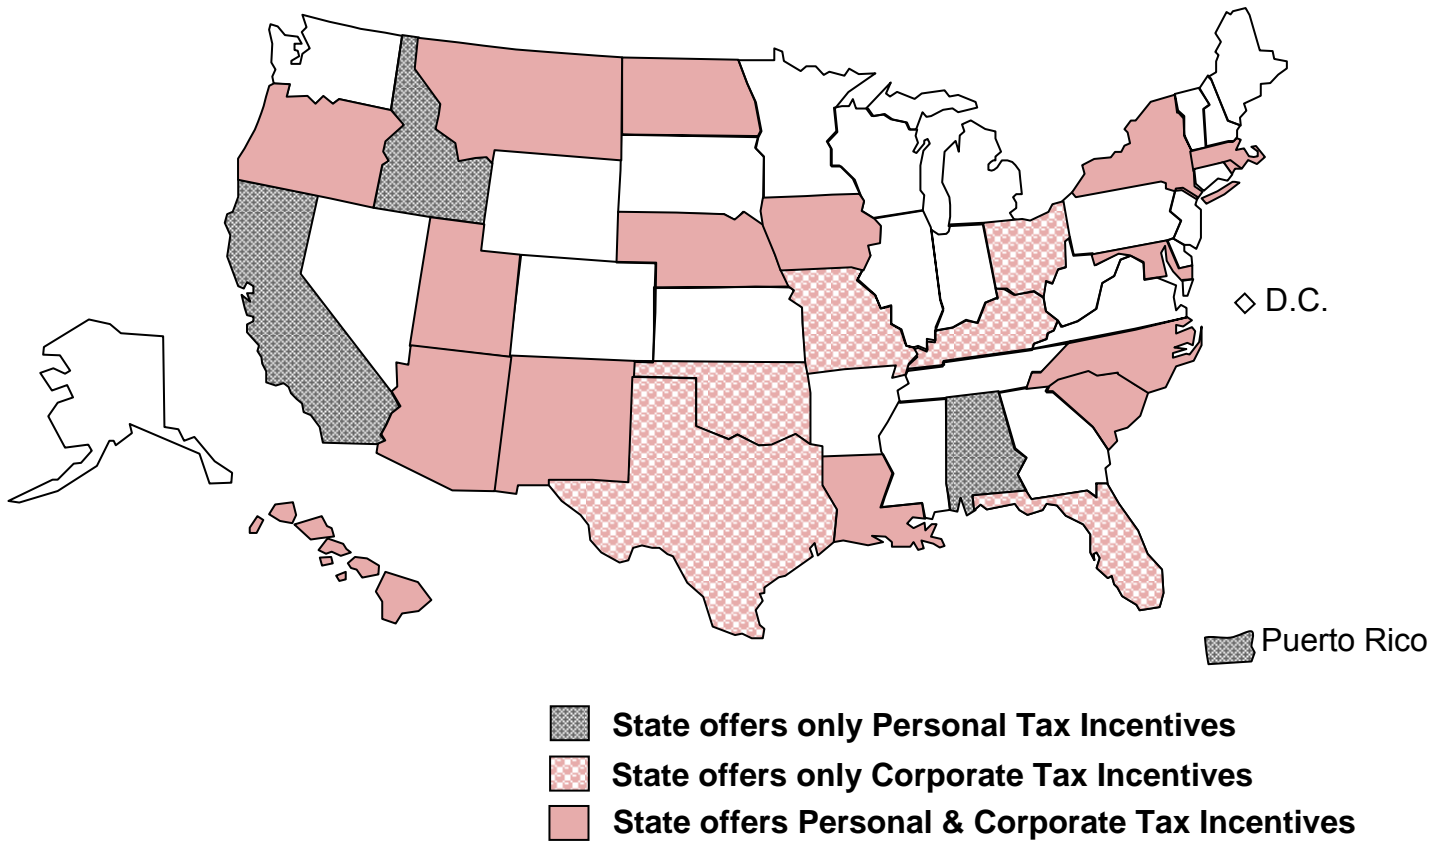 D.C.
Puerto Rico
State offers only Personal Tax Incentives
State offers only Corporate Tax Incentives
State offers Personal & Corporate Tax Incentives